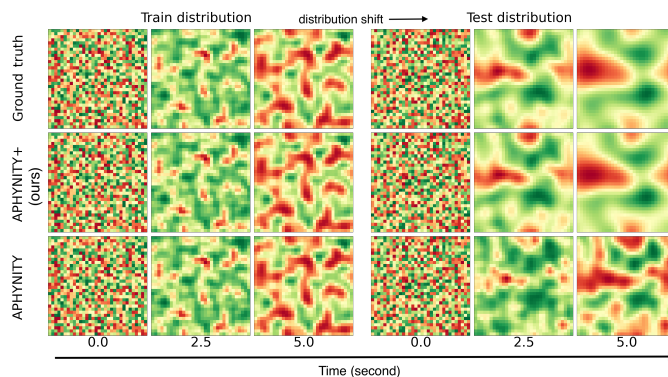 Train distribution
distribution shift
Test distribution
Ground truth
APHYNITY+
(ours)
APHYNITY
0.0
2.5
5.0
0.0
2.5
5.0
Time (second)